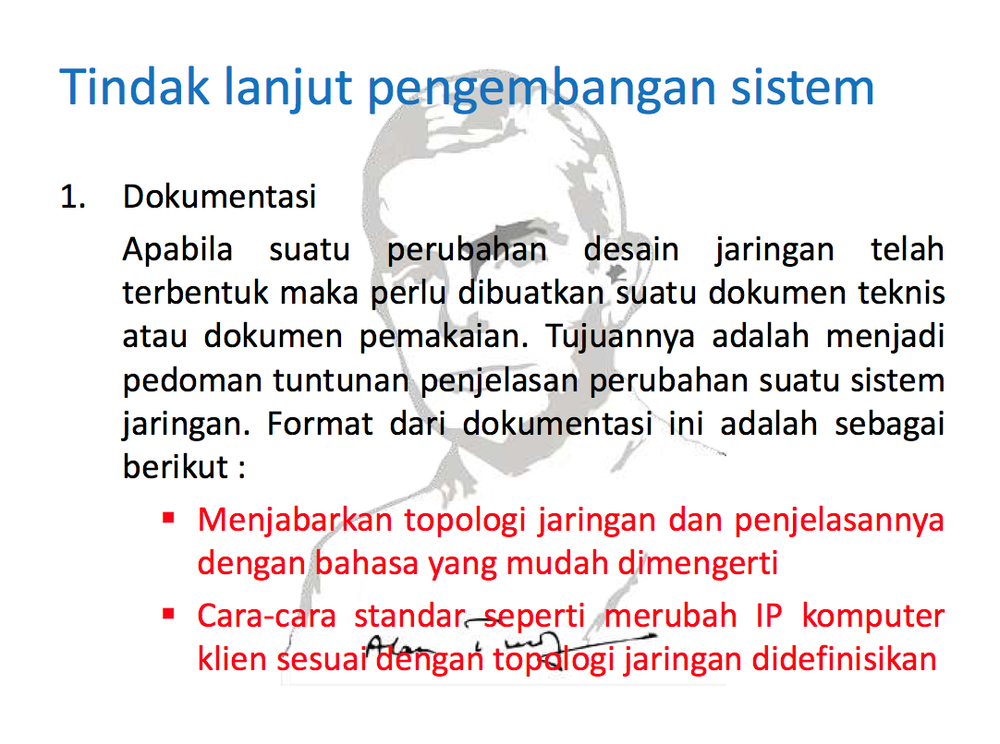 Tindak lanjut pengembangan sistem
1. Dokumentasi
Apabila suatu perubahan desain jaringan telah
terbentuk maka perlu dibuatkan suatu dokumen teknis
atau dokumen pemakaian. Tujuannya adalah menjadi
pedoman tuntunan penjelasan perubahan suatu sistem
jaringan. Format dari dokumentasi ini adalah sebagai
berikut :
▪ Menjabarkan topologi jaringan dan penjelasannya
dengan bahasa yang mudah dimengerti
▪ Cara-cara standar seperti merubah IP komputer
klien sesuai dengan topologi jaringan didefinisikan